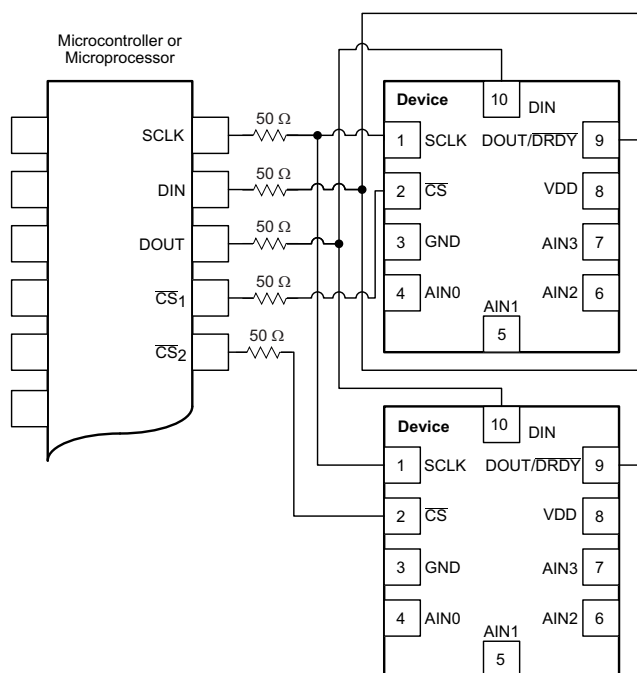 Microcontroller or
Microprocessor
SCLK
DIN
DOUT
CS1
CS2
50 Ω
50 Ω
50 Ω
50 Ω
50 Ω
Device
10
DIN
1
SCLK
DOUT/DRDY
9
2
CS
VDD
8
3
GND
AIN3
7
4
AIN0
AIN2
6
AIN1
5
Device
10
DIN
1
SCLK
DOUT/DRDY
9
2
CS
VDD
8
3
GND
AIN3
7
4
AIN0
AIN2
6
AIN1
5